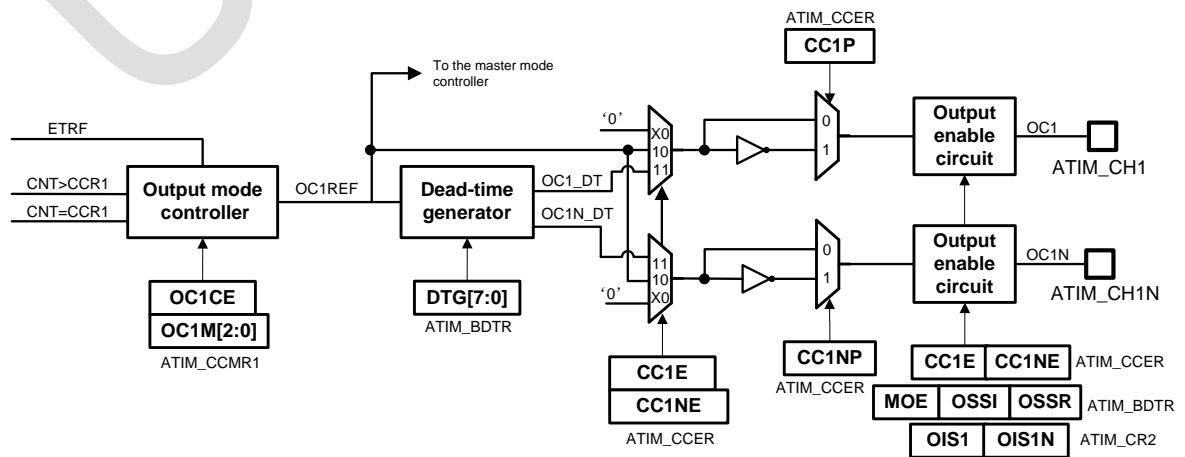 ATIM_CCER
CC1P
To the master mode
controller
ETRF
CNT>CCR1
CNT=CCR1
Output mode
controller
OC1REF
Dead-time
generator
OC1_DT
OC1N_DT
‘0’
X0
10
11
0
1
Output
enable
circuit
OC1
ATIM_CH1
11
10
X0
‘0’
0
1
Output
enable
circuit
OC1N
ATIM_CH1N
OC1CE
OC1M[2:0]
ATIM_CCMR1
DTG[7:0]
ATIM_BDTR
CC1E
CC1NE
ATIM_CCER
CC1NP
ATIM_CCER
CC1E CC1NE ATIM_CCER
MOE OSSI OSSR ATIM_BDTR
OIS1 OIS1N ATIM_CR2